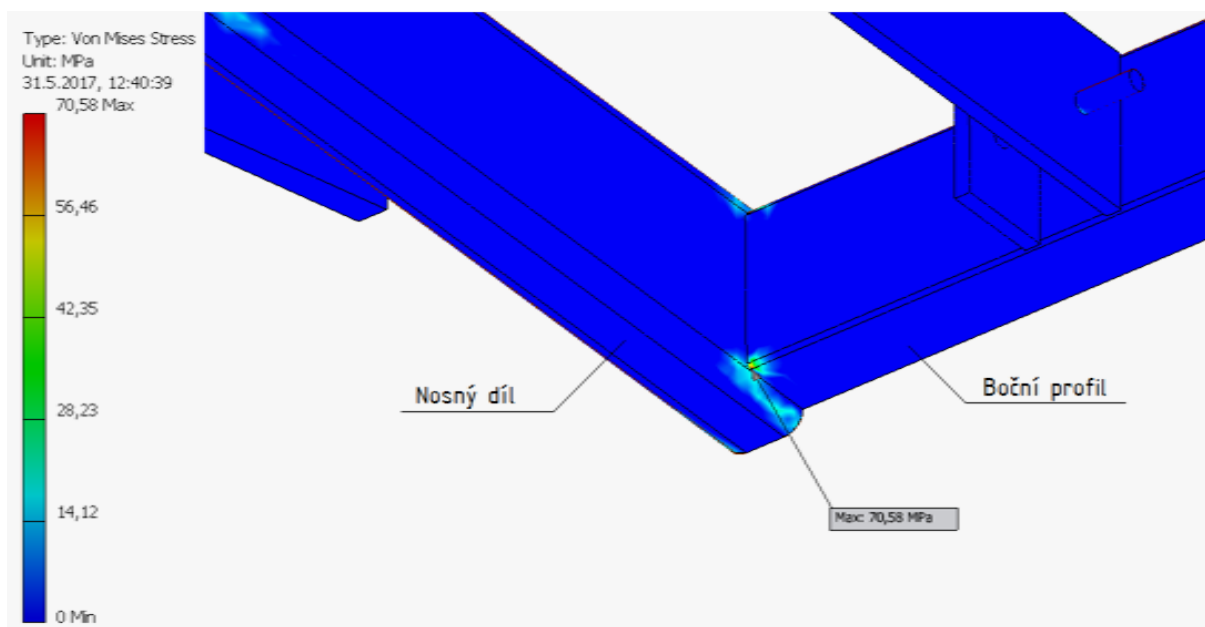 Type: Von Mises Stress
Unit: MPa
31.5.2017, 12:40:39
70,58 Max
56,46
42,35
28,23
14,12
0 Min
Nosný díl
Boční profil
Max: 70,58 MPa